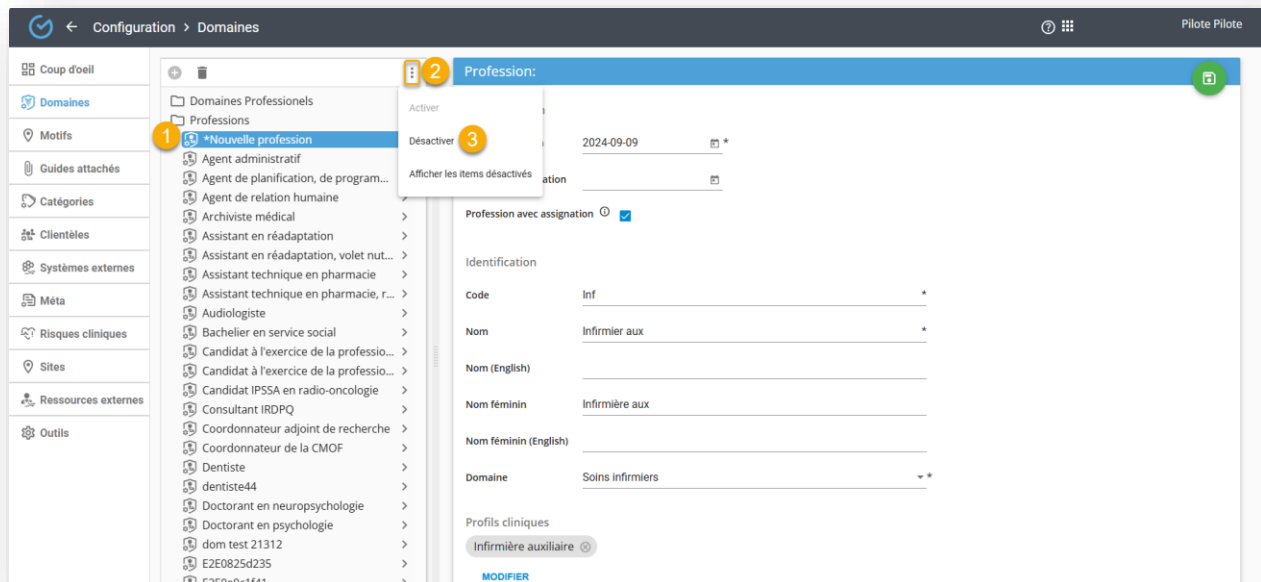 Configuration > Domaines
Pilote Pilote
Coup d'oeil
Domaines
Motifs
Guides attachés
Catégories
Clientèles
Systèmes externes
Méta
Risques cliniques
Sites
Ressources externes
Outils
2
Domaines Professionels
Professions
1 *Nouvelle profession
Agent administratif
Agent de planification, de program...
Agent de relation humaine
Archiviste médical
Assistant en réadaptation
Assistant en réadaptation, volet nut...
Assistant technique en pharmacie
Assistant technique en pharmacie, r...
Audiologiste
Bachelier en service social
Candidat à l'exercice de la professio...
Candidat à l'exercice de la professio...
Candidat IPSSA en radio-oncologie
Consultant IRDPQ
Coordonnateur adjoint de recherche
Coordonnateur de la CMOF
Dentiste
dentiste44
Doctorant en neuropsychologie
Doctorant en psychologie
dom test 21312
E2E0825d235
Activer
Désactiver 3
Afficher les items désactivés
Profession:
2024-09-09 *
ation
Profession avec assignation
Identification
Code Inf *
Nom Infirmier aux *
Nom (English)
Nom féminin Infirmière aux
Nom féminin (English)
Domaine Soins infirmiers *
Profils cliniques
Infirmière auxiliaire
MODIFIER